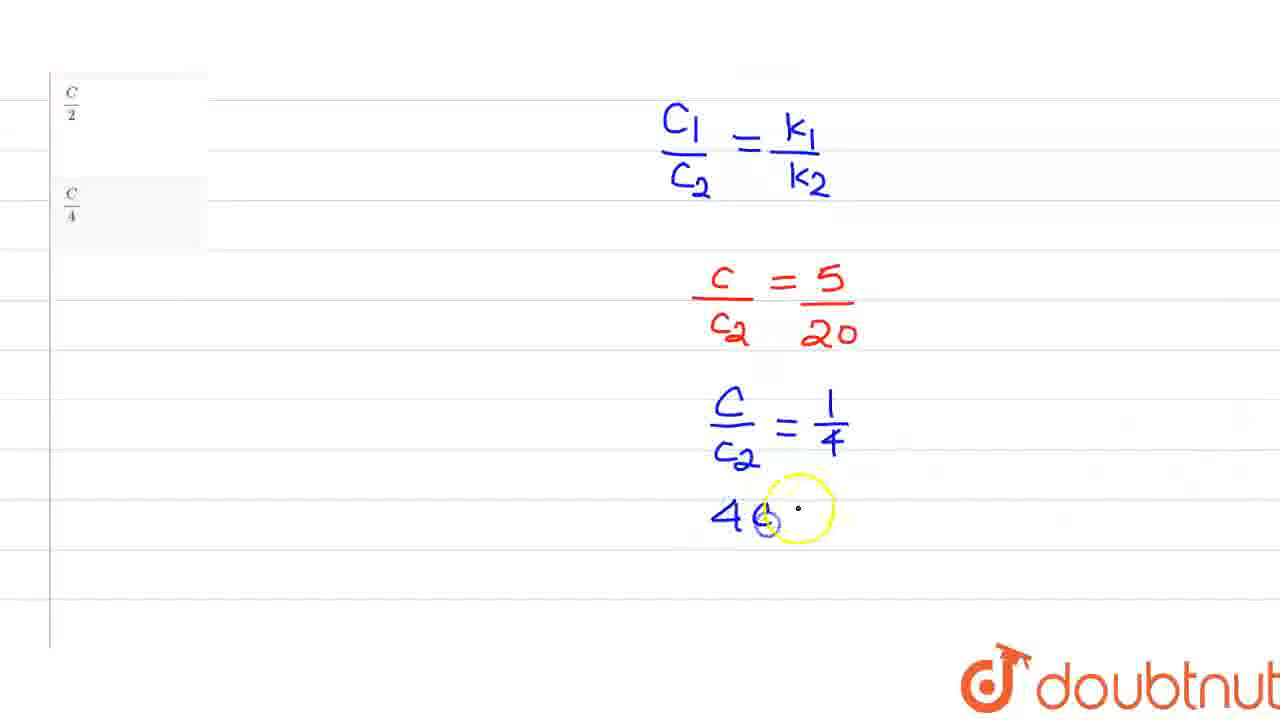 C/2
C/4
C1/C2 = K1/K2
C/C2 = 5/20
C/C2 = 1/4
4C
doubtnut